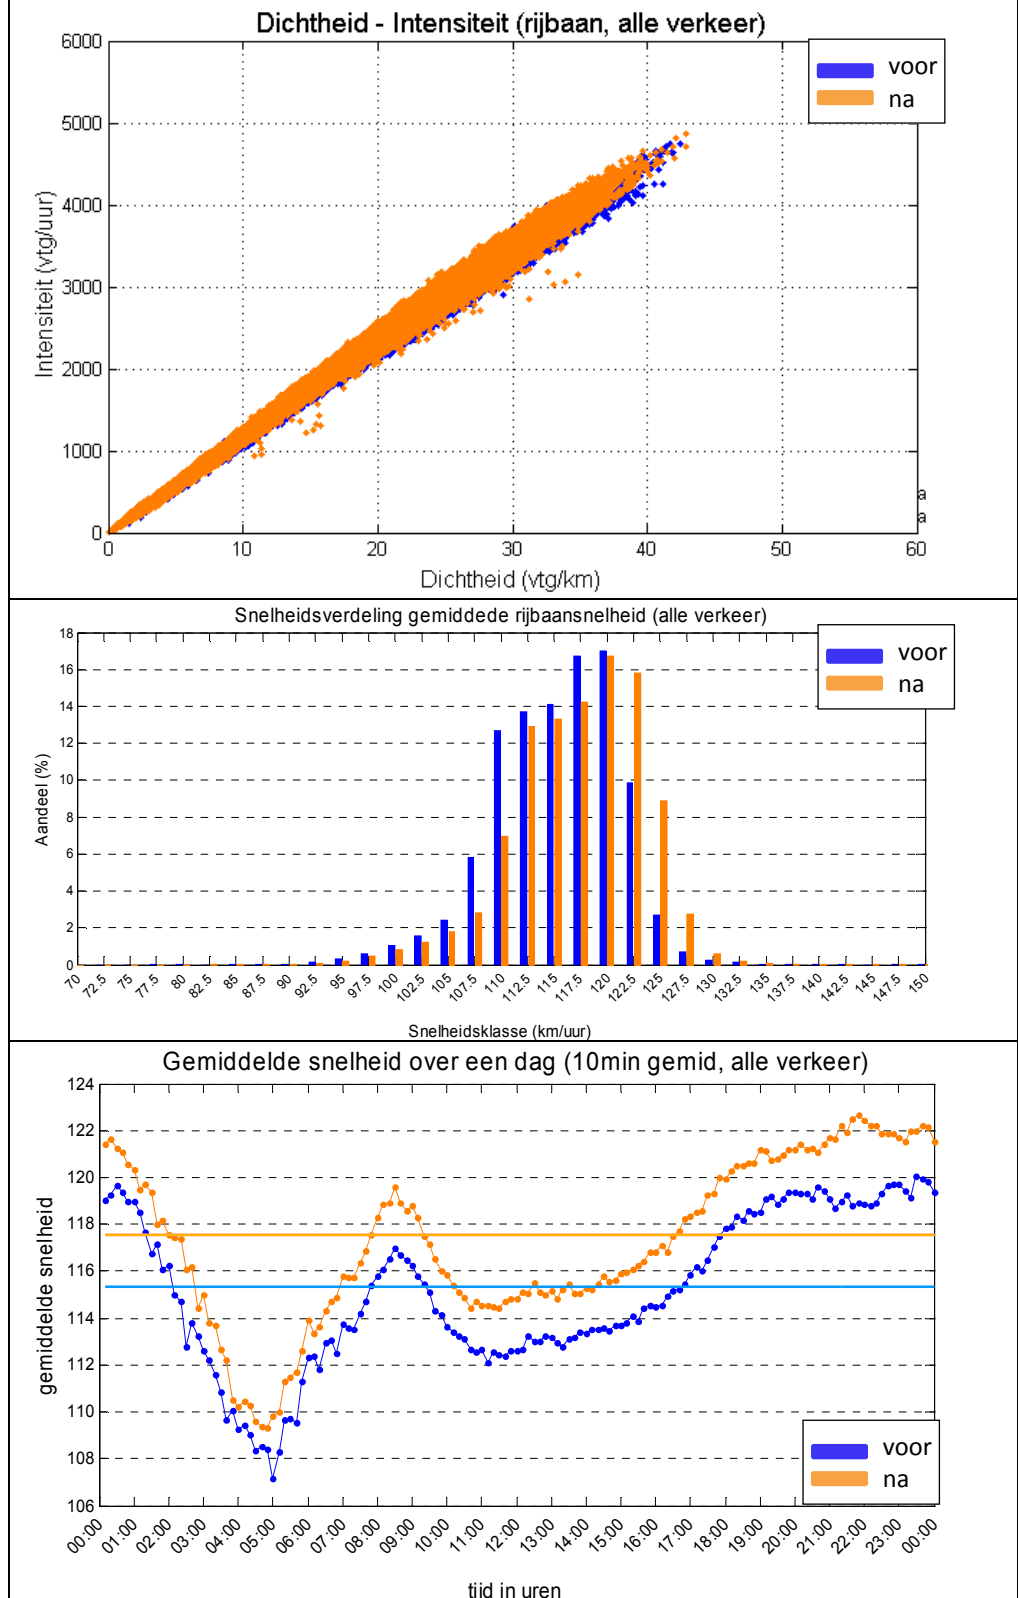 Dichtheid - Intensiteit (rijbaan, alle verkeer)
voor
na
Intensiteit (vtg/uur)
6000
5000
4000
3000
2000
1000
0
0 10 20 30 40 50 60
a
a
Dichtheid (vtg/km)
Snelheidsverdeling gemiddede rijbaansnelheid (alle verkeer)
voor
na
Aandeel (%)
18
16
14
12
10
8
6
4
2
0
70 72.5 75 77.5 80 82.5 85 87.5 90 92.5 95 97.5 100 102.5 105 107.5 110 112.5 115 117.5 120 122.5 125 127.5 130 132.5 135 137.5 140 142.5 145 147.5 150
Snelheidsklasse (km/uur)
Gemiddelde snelheid over een dag (10min gemid, alle verkeer)
gemiddelde snelheid
124
122
120
118
116
114
112
110
108
106
voor
na
00:00 01:00 02:00 03:00 04:00 05:00 06:00 07:00 08:00 09:00 10:00 11:00 12:00 13:00 14:00 15:00 16:00 17:00 18:00 19:00 20:00 21:00 22:00 23:00 00:00
tijd in uren